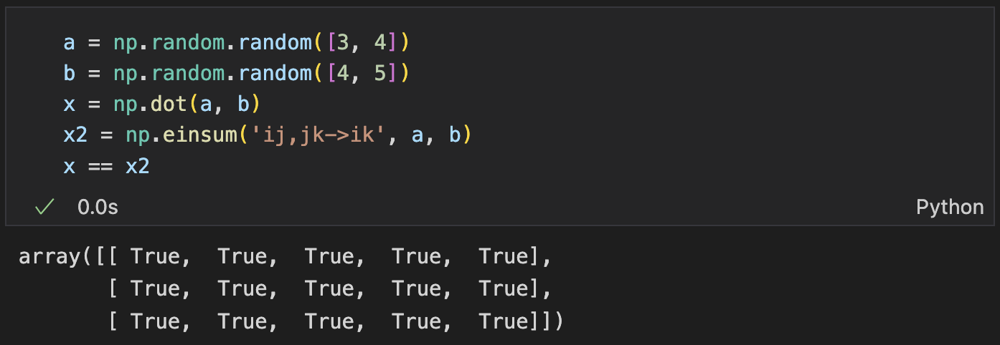 a = np.random.random([3, 4])
b = np.random.random([4, 5])
x = np.dot(a, b)
x2 = np.einsum('ij,jk->ik', a, b)
x == x2
0.0s Python
array([[ True,  True,  True,  True,  True],
       [ True,  True,  True,  True,  True],
       [ True,  True,  True,  True,  True]])